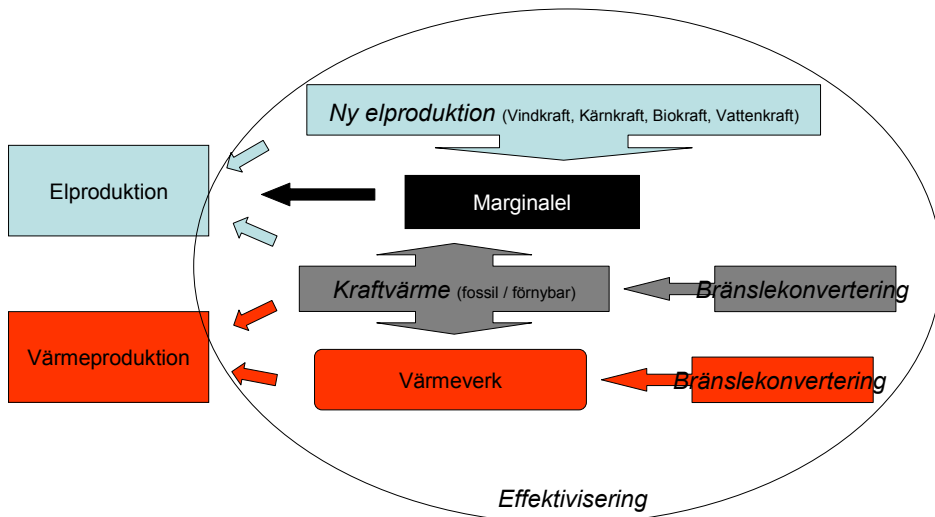 Ny elproduktion (Vindkraft, Kärnkraft, Biokraft, Vattenkraft)
Elproduktion
Marginalel
Kraftvärme (fossil / förnybar)
Bränslekonvertering
Värmeproduktion
Värmeverk
Bränslekonvertering
Effektivisering